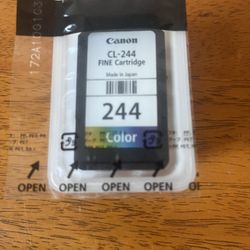 Canon
CL-244
FINE Cartridge
Made in Japan
244
Color
OPEN OPEN OPEN OPEN